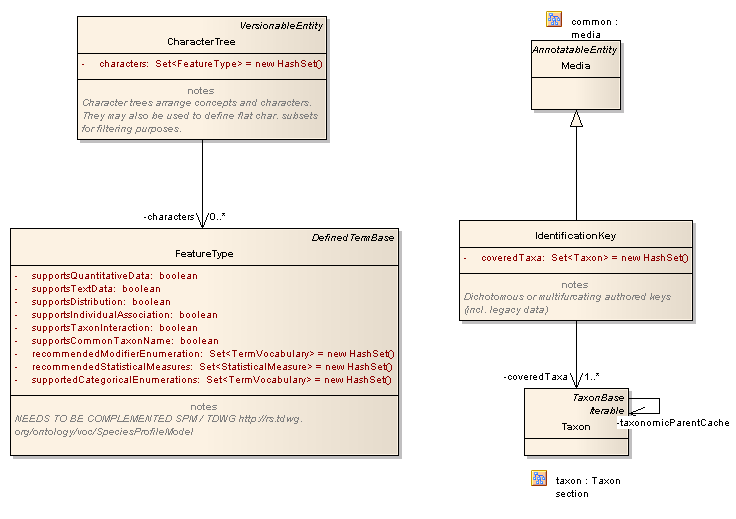 VersionableEntity
CharacterTree
- characters: Set<FeatureType> = new HashSet()
notes
Character trees arrange concepts and characters.
They may also be used to define flat char. subsets
for filtering purposes.
-characters 0..*
DefinedTermBase
FeatureType
- supportsQuantitativeData: boolean
- supportsTextData: boolean
- supportsDistribution: boolean
- supportsIndividualAssociation: boolean
- supportsTaxonInteraction: boolean
- supportsCommonTaxonName: boolean
- recommendedModifierEnumeration: Set<TermVocabulary> = new HashSet()
- recommendedStatisticalMeasures: Set<StatisticalMeasure> = new HashSet()
- supportedCategoricalEnumerations: Set<TermVocabulary> = new HashSet()
notes
NEEDS TO BE COMPLEMENTED SPM / TDWG http://rs.tdwg.
org/ontology/voc/SpeciesProfileModel
common :
media
AnnotatableEntity
Media
IdentificationKey
- coveredTaxa: Set<Taxon> = new HashSet()
notes
Dichotomous or multifurcating authored keys
(incl. legacy data)
-coveredTaxa 1..*
TaxonBase
Iterable
Taxon
-taxonomicParentCache
taxon : Taxon
section